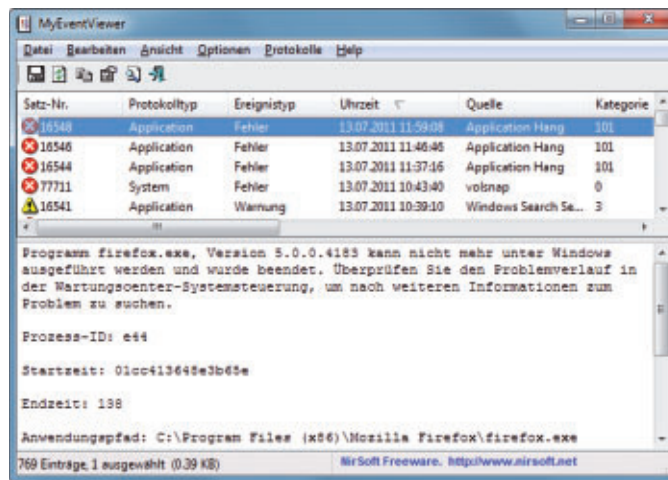 MyEventViewer
Datei Bearbeiten Ansicht Optionen Protokolle Help
Satz-Nr. Protokolltyp Ereignistyp Uhrzeit Quelle Kategorie
16548 Application Fehler 13.07.2011 11:59:08 Application Hang 101
16546 Application Fehler 13.07.2011 11:46:46 Application Hang 101
16544 Application Fehler 13.07.2011 11:37:16 Application Hang 101
77711 System Fehler 13.07.2011 10:43:40 volsnap 0
16541 Application Warnung 13.07.2011 10:39:10 Windows Search Se... 3
Programm firefox.exe, Version 5.0.0.4183 kann nicht mehr unter Windows
ausgeführt werden und wurde beendet. Überprüfen Sie den Problemverlauf in
der Wartungscenter-Systemsteuerung, um nach weiteren Informationen zum
Problem zu suchen.
Prozess-ID: e44
Startzeit: 01cc413648e3b65e
Endzeit: 138
Anwendungspfad: C:\Program Files (x86)\Mozilla Firefox\firefox.exe
769 Einträge, 1 ausgewählt (0.39 KB)
NirSoft Freeware. http://www.nirsoft.net